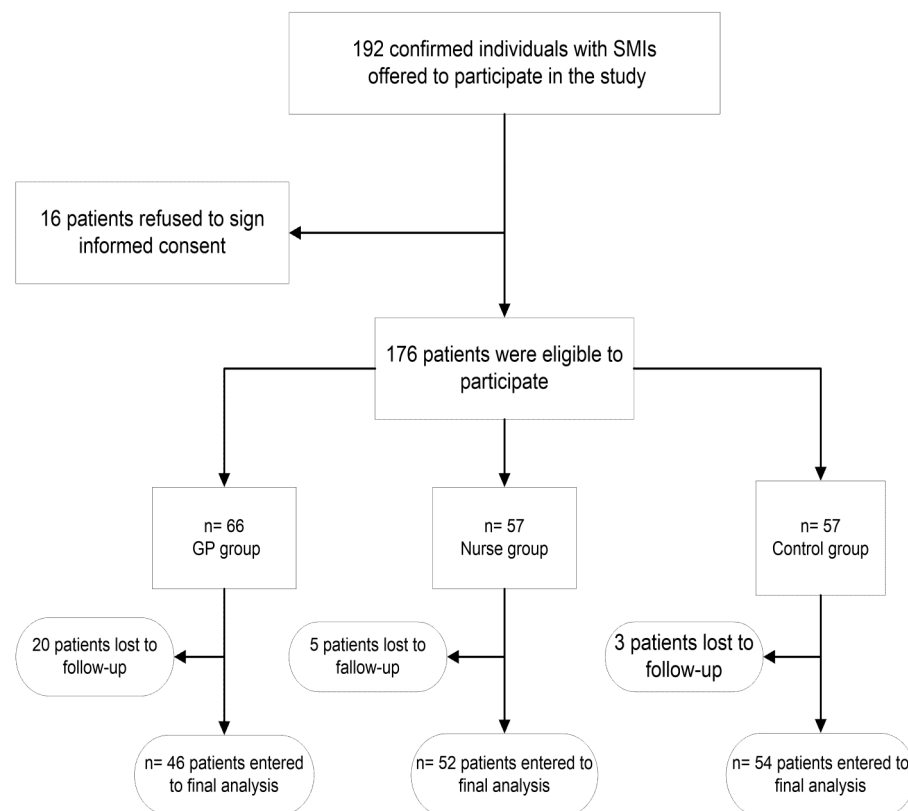 192 confirmed individuals with SMIs
offered to participate in the study
16 patients refused to sign
informed consent
176 patients were eligible to
participate
n= 66
GP group
n= 57
Nurse group
n= 57
Control group
20 patients lost to
follow-up
5 patients lost to
fallow-up
3 patients lost to
follow-up
n= 46 patients entered
to final analysis
n= 52 patients entered to
final analysis
n= 54 patients entered to
final analysis